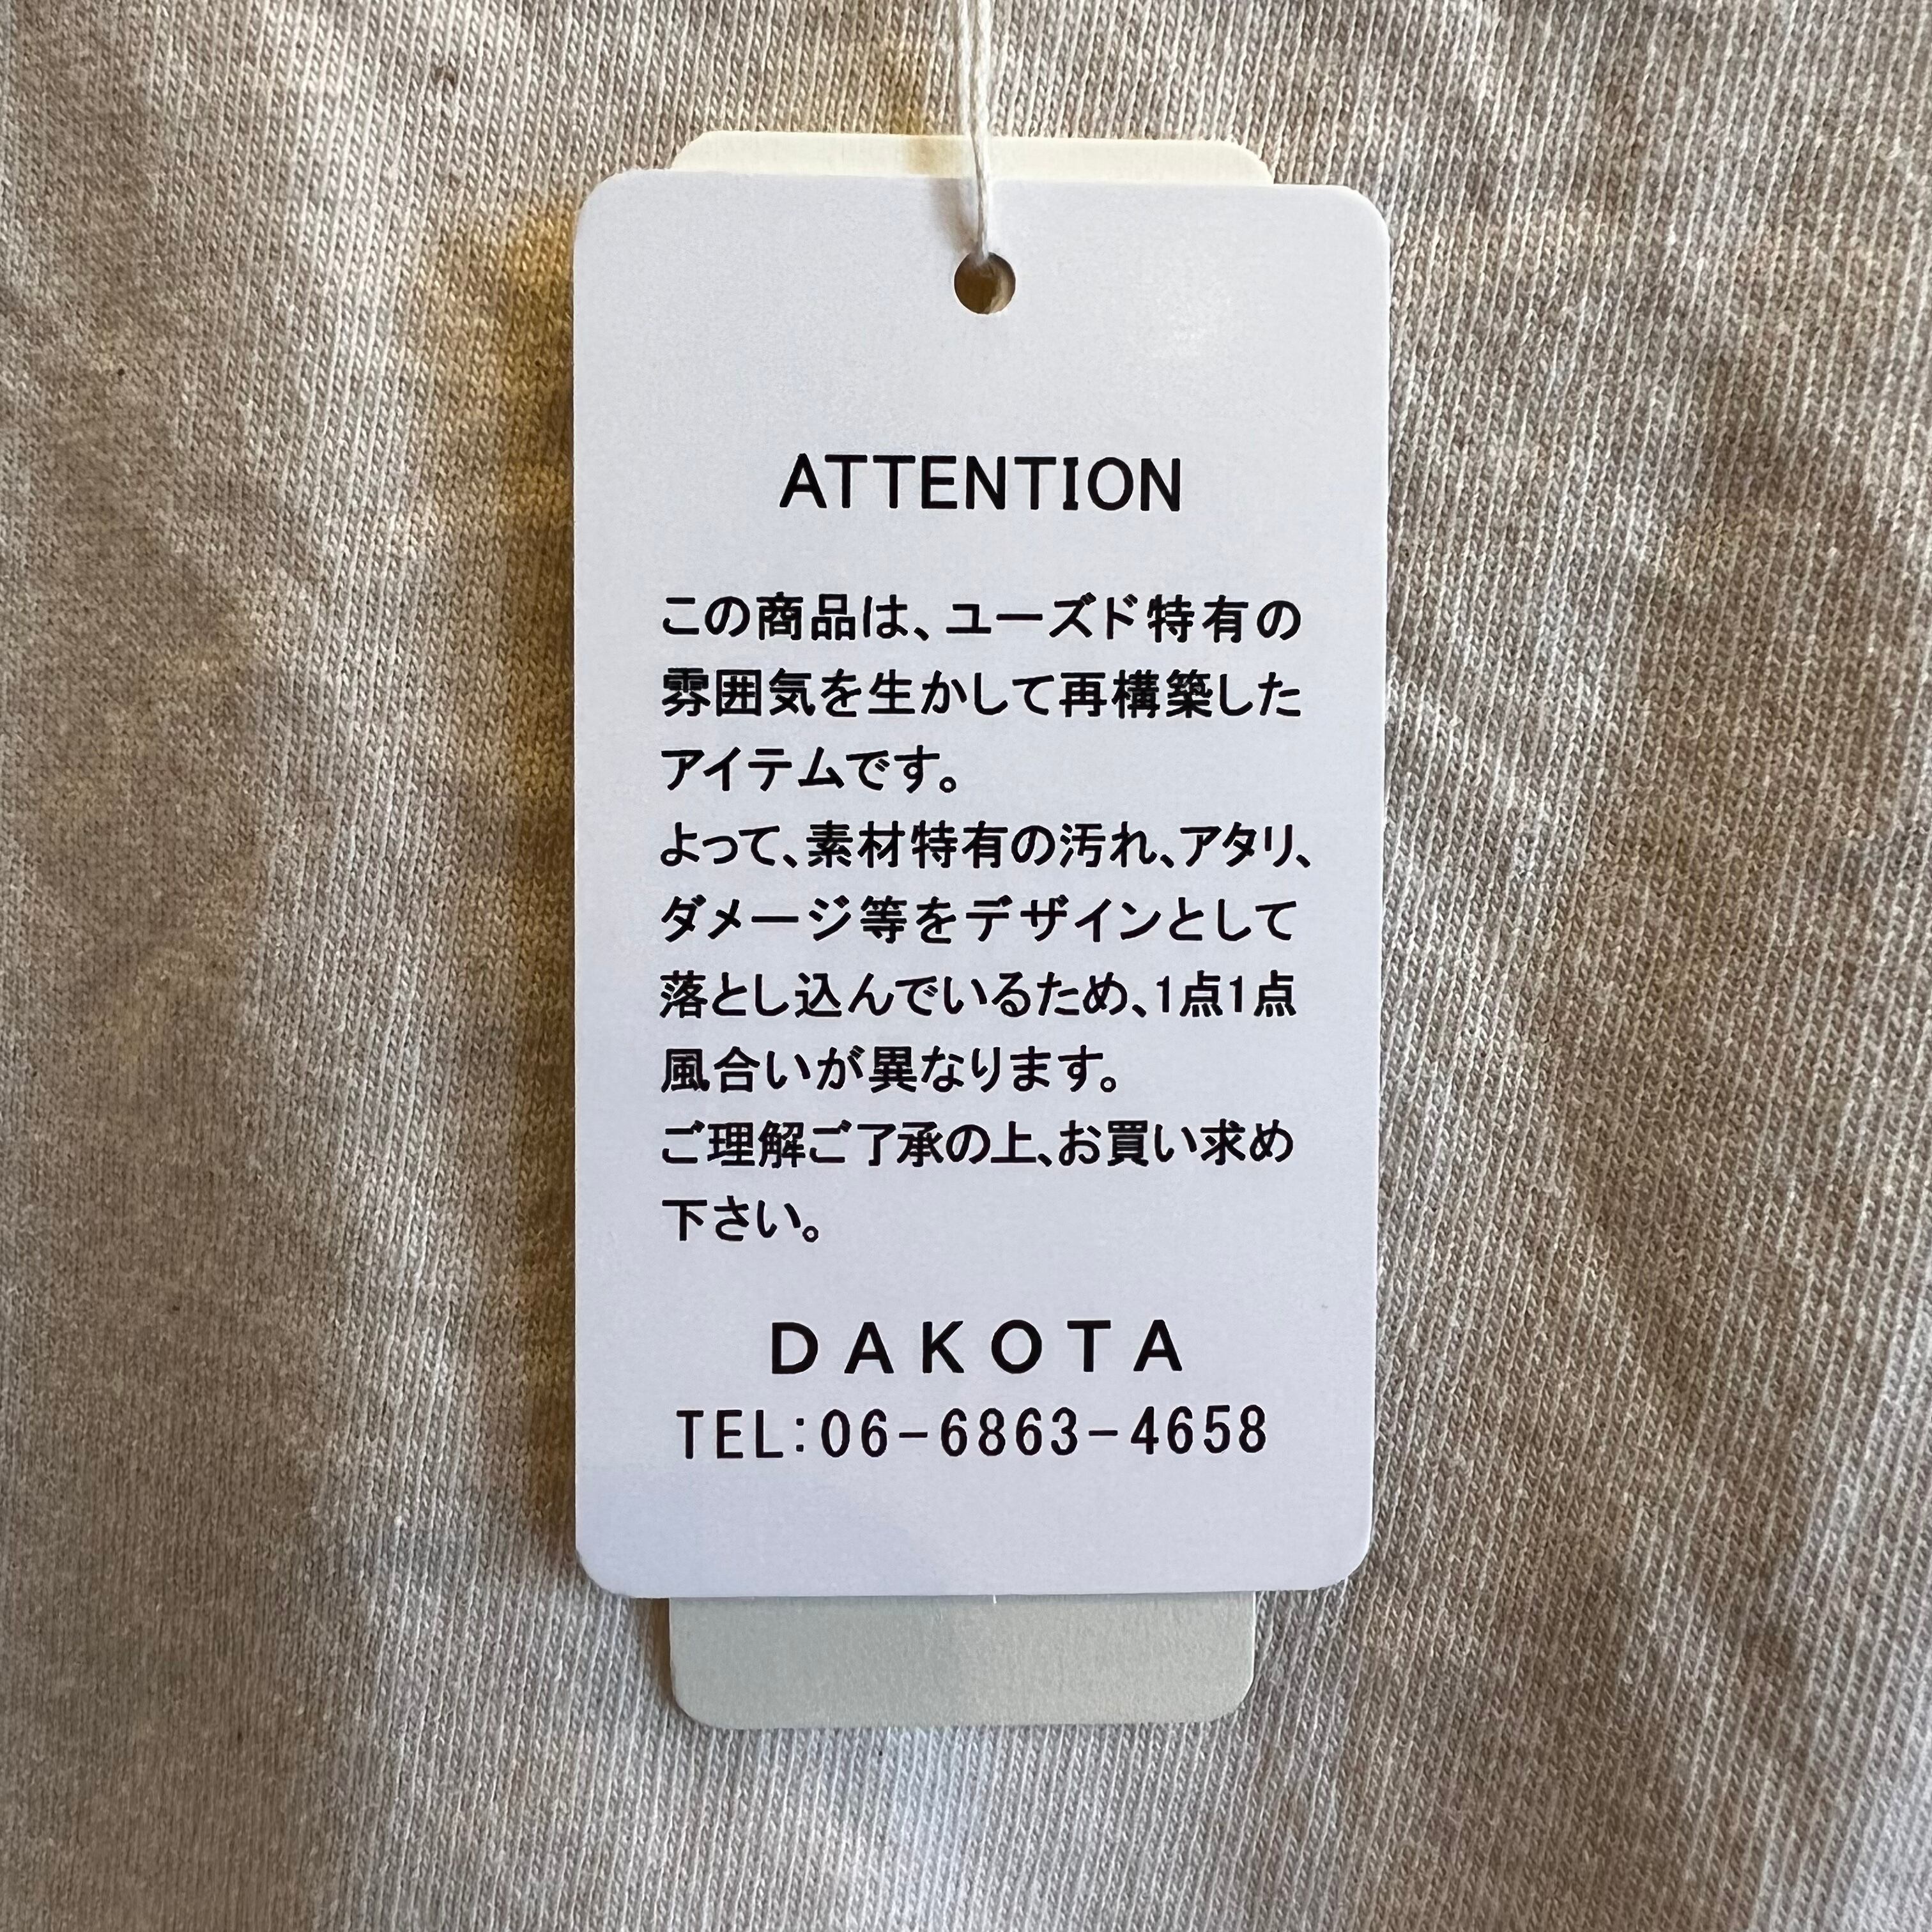 ATTENTION
この商品は、ユーズド特有の
雰囲気を生かして再構築した
アイテムです。
よって、素材特有の汚れ、アタリ、
ダメージ等をデザインとして
落とし込んでいるため、1点1点
風合いが異なります。
ご理解ご了承の上、お買い求め
下さい。
DAKOTA
TEL:06-6863-4658